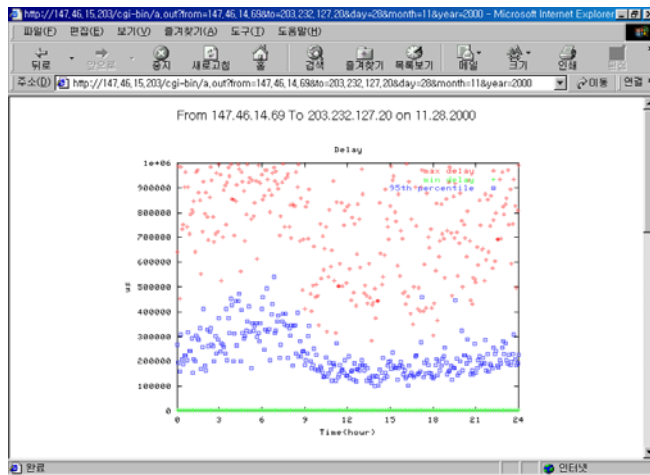 http://147,46,15,203/cgi-bin/a,out?from=147,46,14,69&to=203,232,127,20&day=28&month=11&year=2000 - Microsoft Internet Explorer
파일(F) 편집(E) 보기(V) 즐겨찾기(A) 도구(T) 도움말(H)
뒤로 앞으로 중지 새로고침 홈 검색 즐겨찾기 목록보기 메일 크기 인쇄 편집
주소(D) http://147,46,15,203/cgi-bin/a,out?from=147,46,14,69&to=203,232,127,20&day=28&month=11&year=2000 이동 연결
From 147.46.14.69 To 203.232.127.20 on 11.28.2000
Delay
1e+06
900000
800000
700000
600000
500000
400000
300000
200000
100000
0
us
max delay
min delay
95th percentile
0 3 6 9 12 15 18 21 24
Time(hour)
완료 인터넷